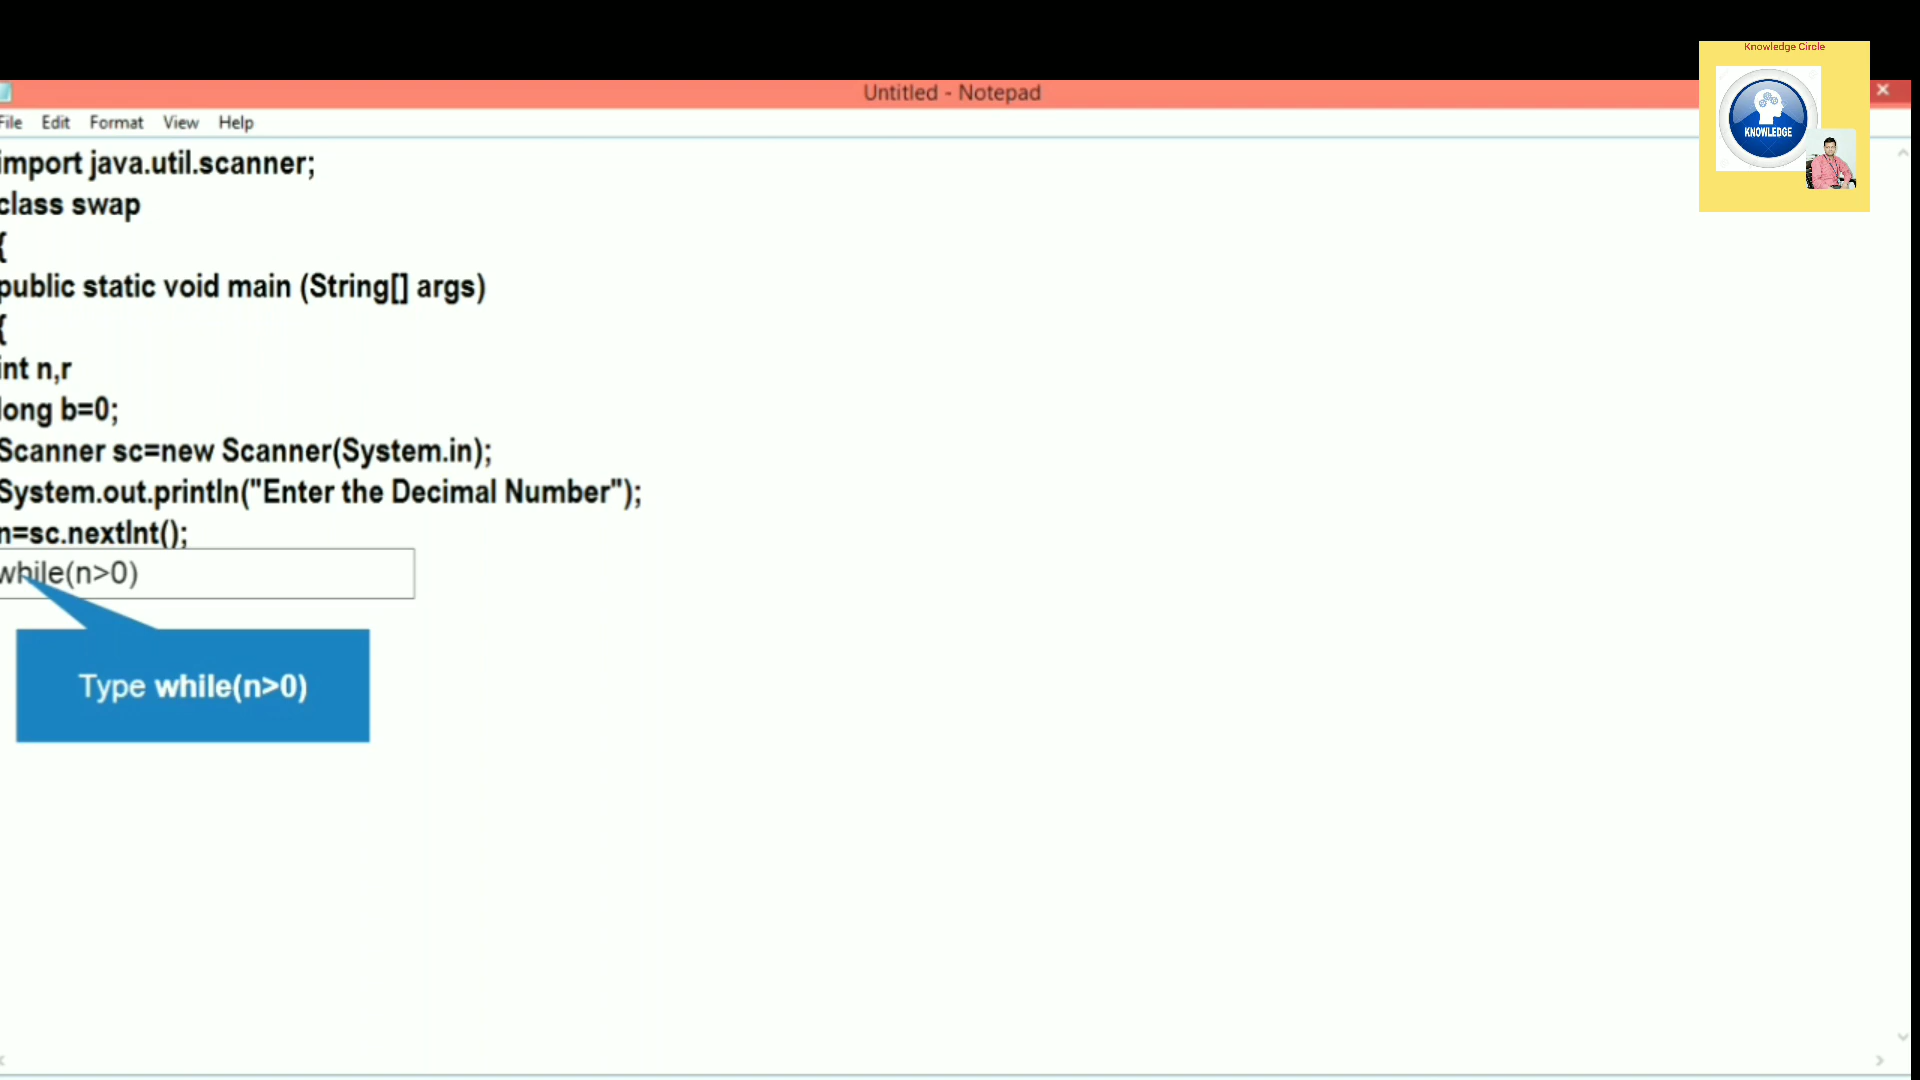 Knowledge Circle
KNOWLEDGE
Untitled - Notepad
File Edit Format View Help
import java.util.scanner;
class swap
{
public static void main (String[] args)
{
int n,r
long b=0;
Scanner sc=new Scanner(System.in);
System.out.println("Enter the Decimal Number");
n=sc.nextInt();
while(n>0)
Type while(n>0)